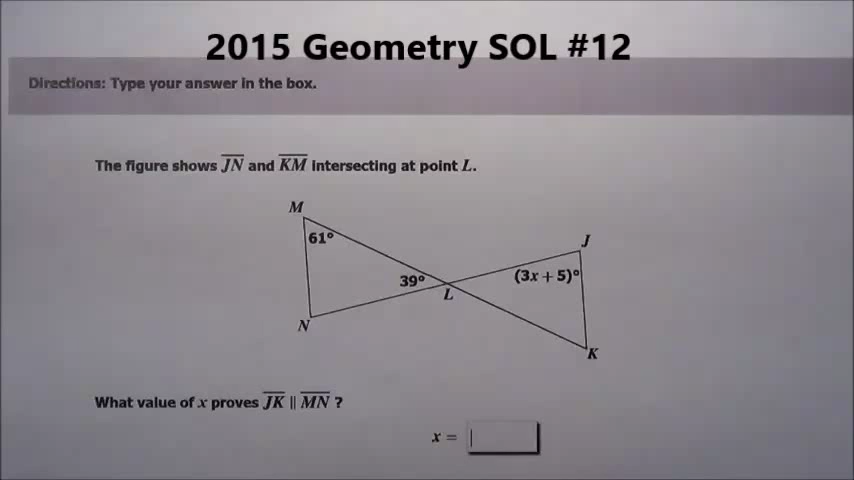 2015 Geometry SOL #12
Directions: Type your answer in the box.
The figure shows JN and KM intersecting at point L.
M
61°
J
39°
(3x + 5)°
L
N
K
What value of x proves JK || MN ?
x =